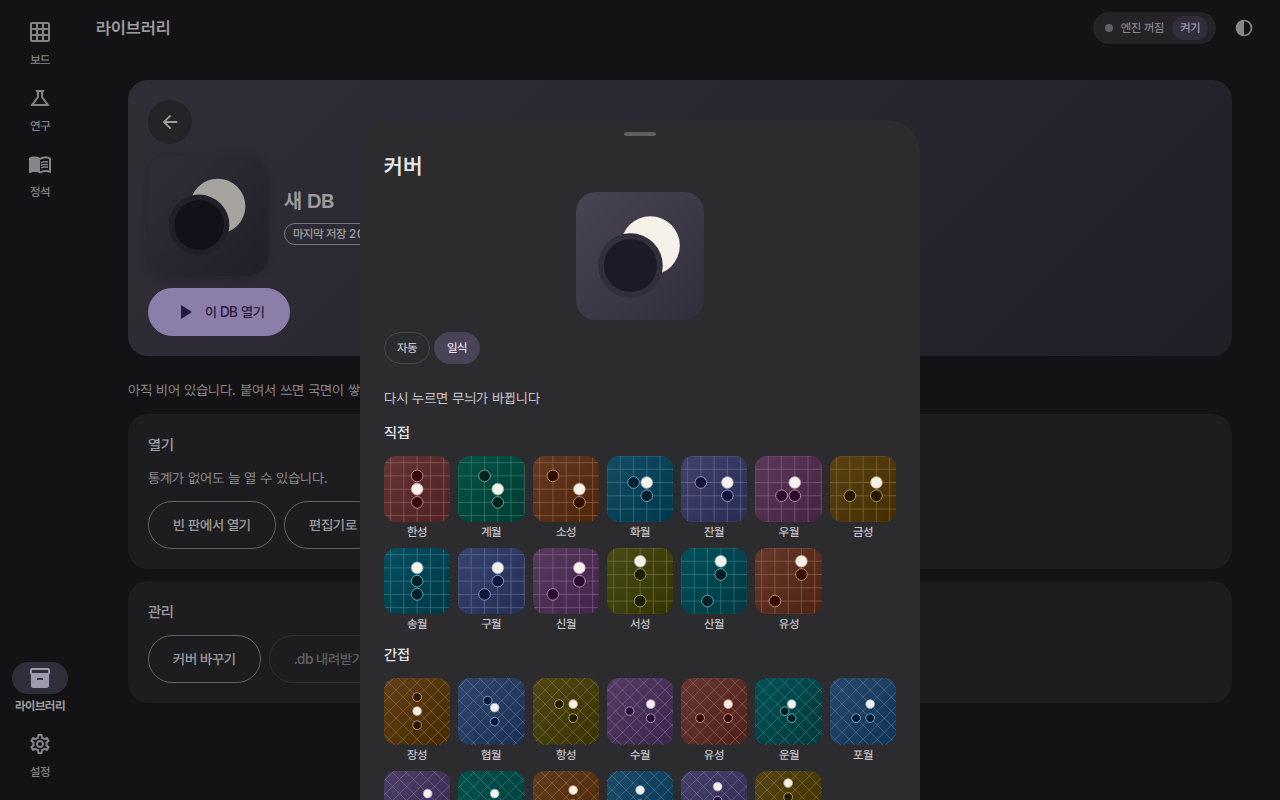 라이브러리
엔진 꺼짐 켜기
보드
연구
정석
라이브러리
설정
새 DB
마지막 저장 20
이 DB 열기
아직 비어 있습니다. 붙여서 쓰면 국면이 쌓
열기
통계가 없어도 늘 열 수 있습니다.
빈 판에서 열기 편집기로
관리
커버 바꾸기 .db 내려받기
커버
자동 일식
다시 누르면 무늬가 바뀝니다
직접
한성 계월 소성 화월 잔월 우월 금성
송월 구월 신월 서성 산월 유성
간접
장성 협월 항성 수월 유성 운월 포월